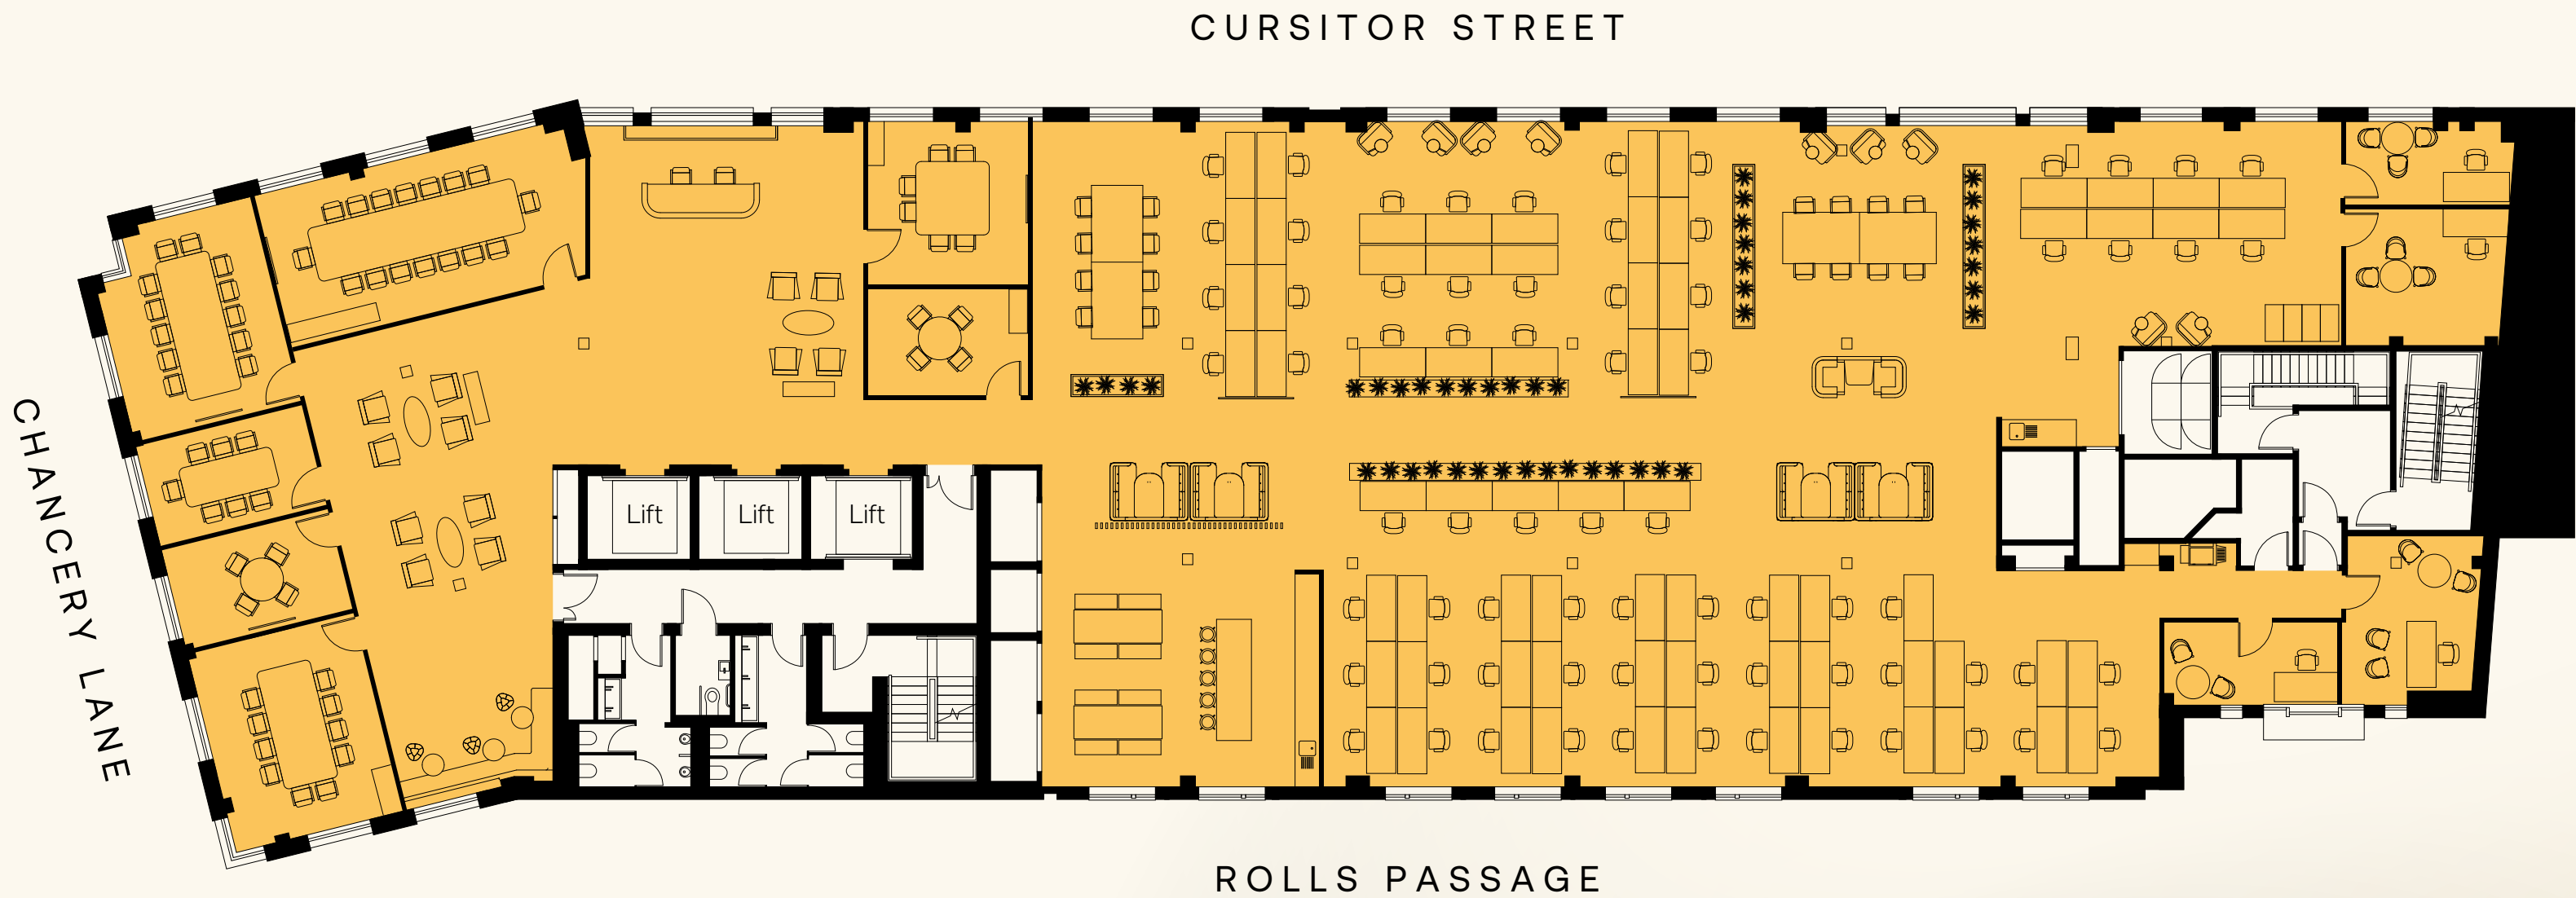 CURSITOR STREET
CHANCERY LANE
Lift
Lift
Lift
ROLLS PASSAGE